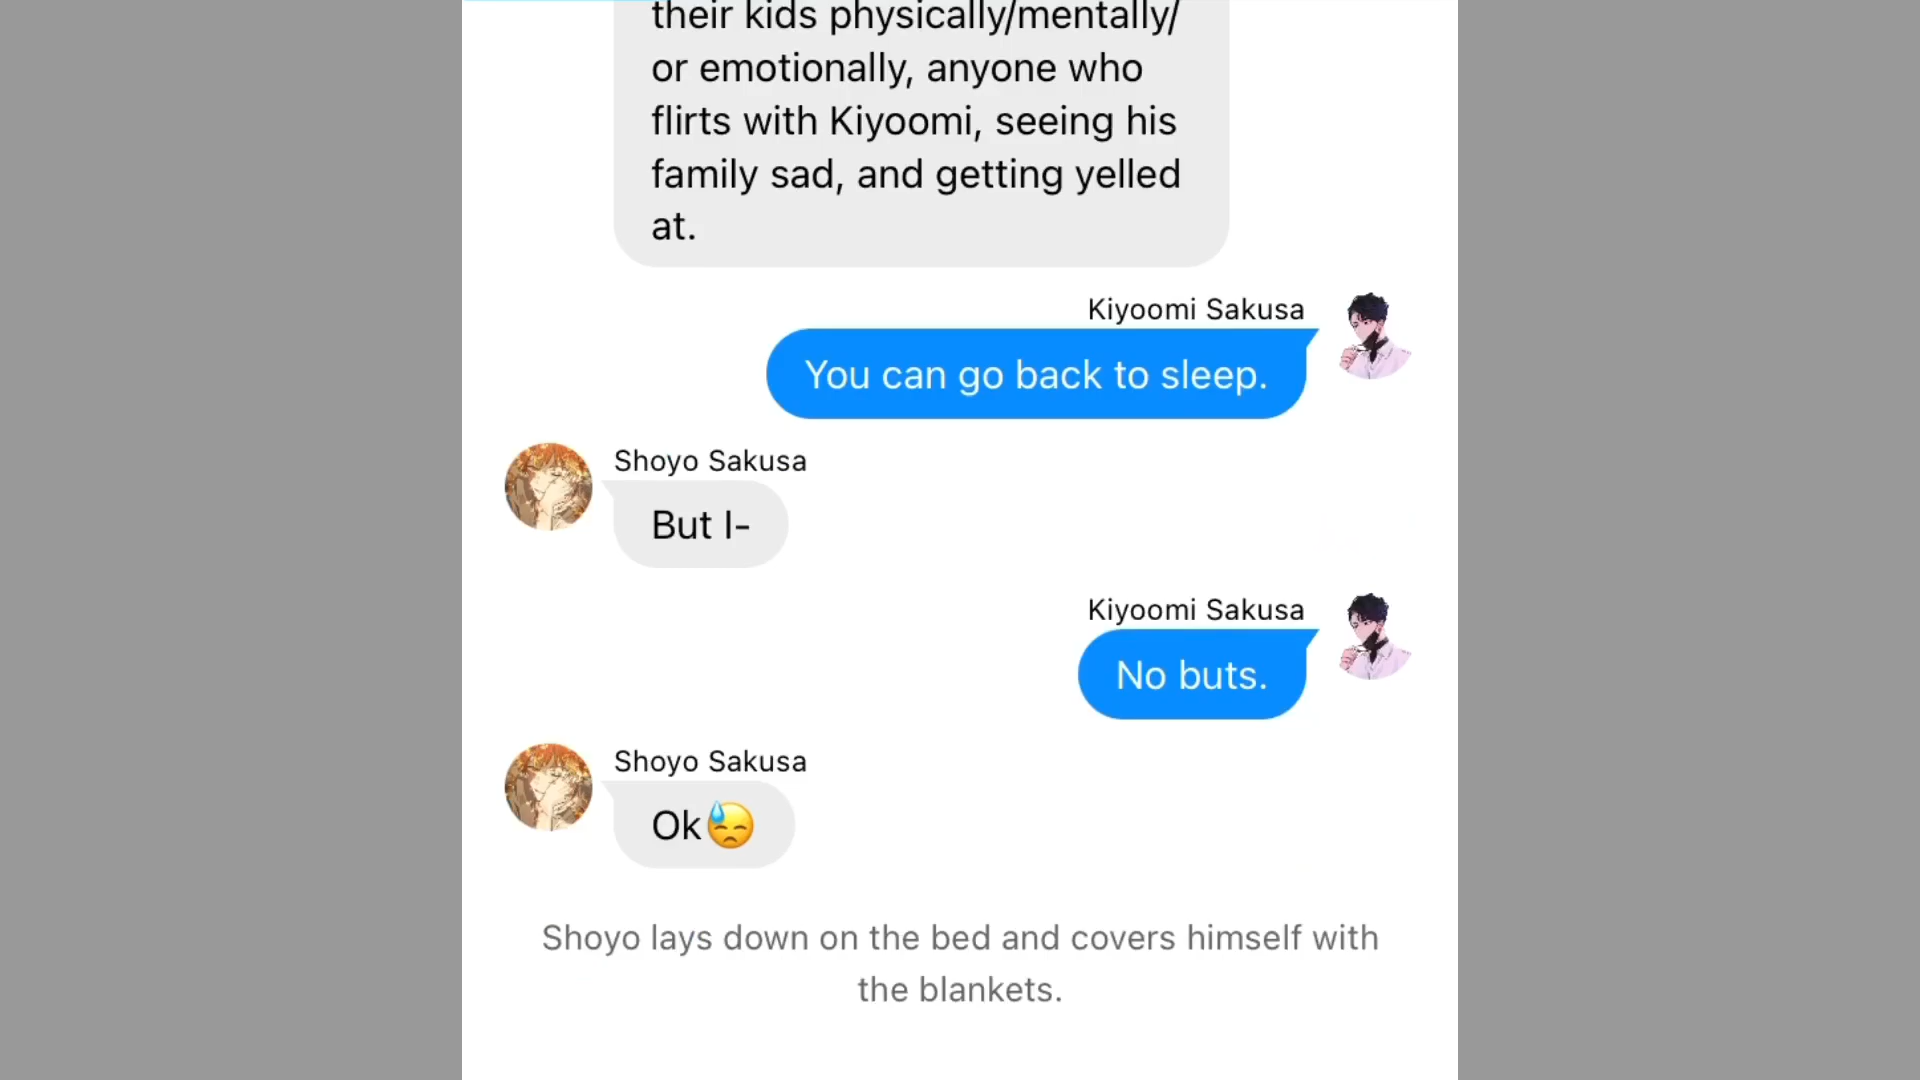 their kids physically/mentally/
or emotionally, anyone who
flirts with Kiyoomi, seeing his
family sad, and getting yelled
at.
Kiyoomi Sakusa
You can go back to sleep.
Shoyo Sakusa
But I-
Kiyoomi Sakusa
No buts.
Shoyo Sakusa
Ok😓
Shoyo lays down on the bed and covers himself with
the blankets.